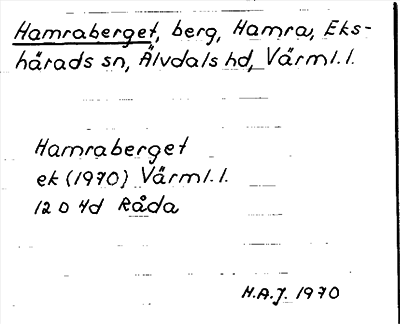 Hamraberget, berg, Hamra, Eks-
härads sn, Älvdals hd, Värml. l.
Hamraberget
ek (1970) Värml. l.
12 D 4d Råda
H.A.J. 1970